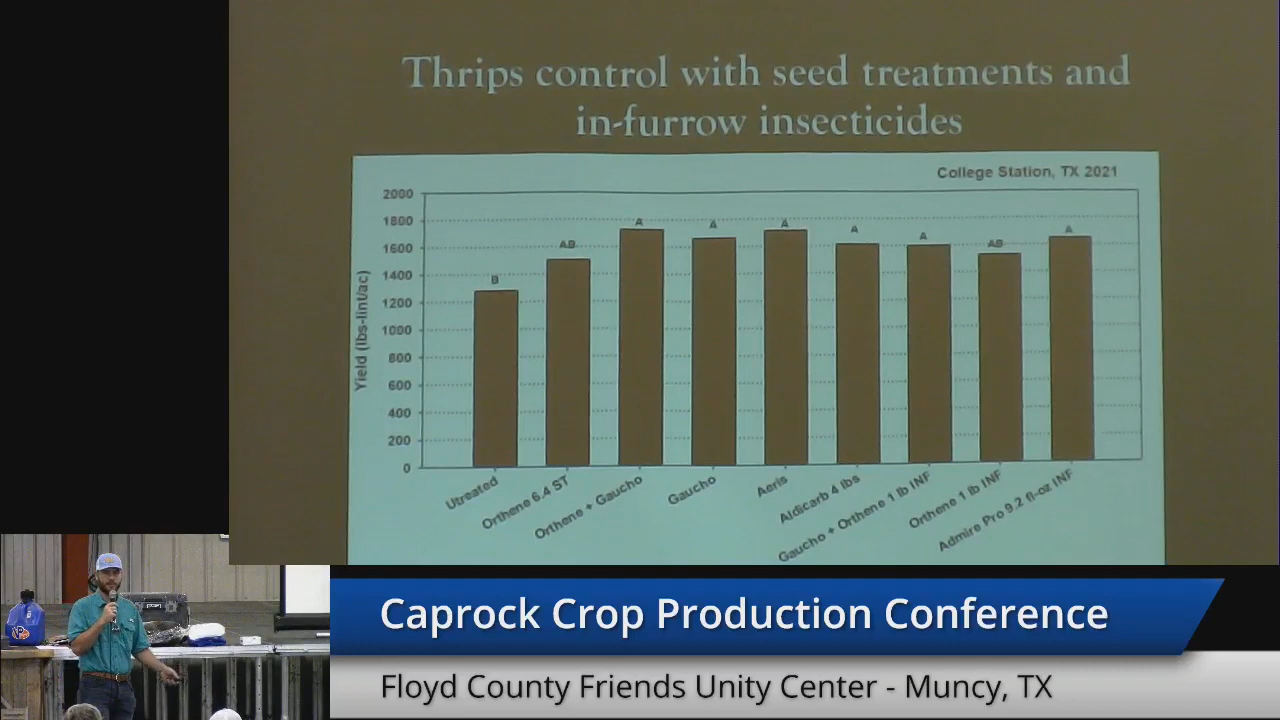 Thrips control with seed treatments and
in-furrow insecticides
College Station, TX 2021
Yield (lbs-lint/ac)
2000
1800
1600
1400
1200
1000
800
600
400
200
0
B
AB
A
A
A
A
A
AB
A
Utreated
Orthene 6.4 ST
Orthene + Gaucho
Gaucho
Aeris
Aldicarb 4 lbs
Gaucho + Orthene 1 lb INF
Orthene 1 lb INF
Admire Pro 9.2 fl-oz INF
Caprock Crop Production Conference
Floyd County Friends Unity Center - Muncy, TX